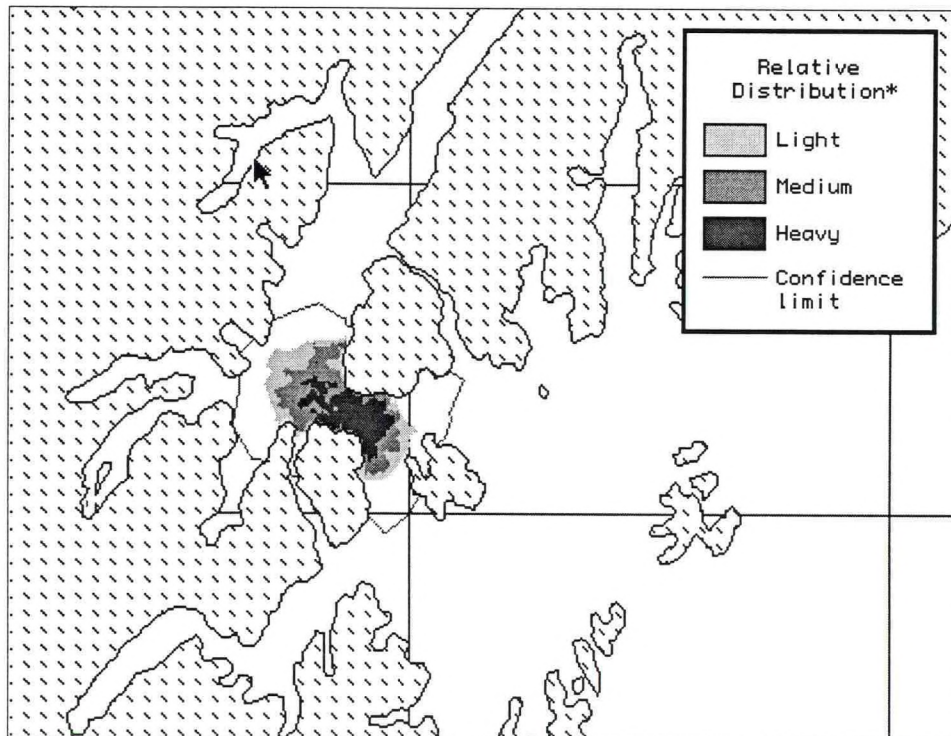 Relative
Distribution*
Light
Medium
Heavy
Confidence
limit